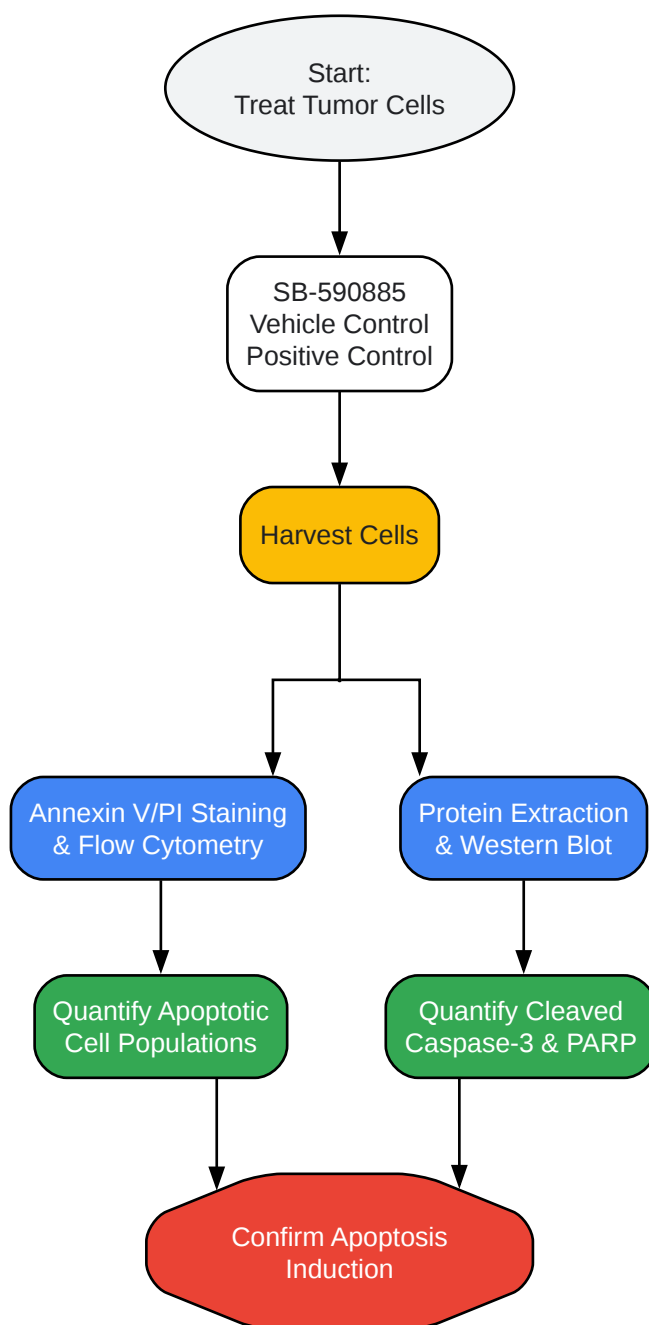 Start:
Treat Tumor Cells
SB-590885
Vehicle Control
Positive Control
Harvest Cells
Annexin V/PI Staining
& Flow Cytometry
Protein Extraction
& Western Blot
Quantify Apoptotic
Cell Populations
Quantify Cleaved
Caspase-3 & PARP
Confirm Apoptosis
Induction